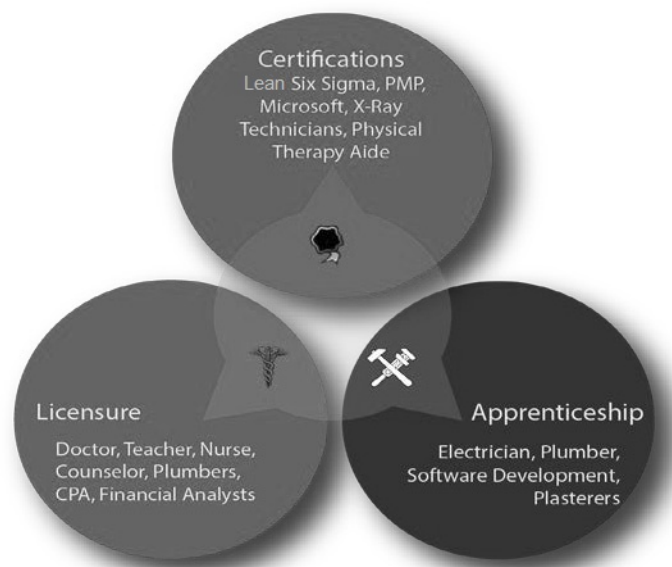 Certifications
Lean Six Sigma, PMP,
Microsoft, X-Ray
Technicians, Physical
Therapy Aide
Licensure
Doctor, Teacher, Nurse,
Counselor, Plumbers,
CPA, Financial Analysts
Apprenticeship
Electrician, Plumber,
Software Development,
Plasterers